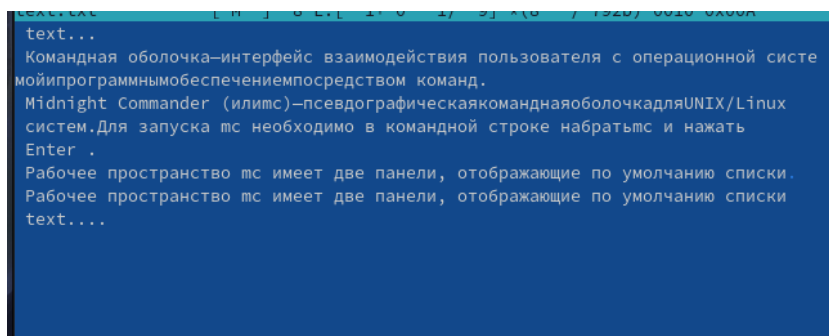 text...
Командная оболочка—интерфейс взаимодействия пользователя с операционной систе
мойипрограммнымобеспечениемпосредством команд.
Midnight Commander (илиmc)—псевдографическаякоманднаяоболочкадляUNIX/Linux
систем.Для запуска mc необходимо в командной строке набратьmc и нажать
Enter .
Рабочее пространство mc имеет две панели, отображающие по умолчанию списки.
Рабочее пространство mc имеет две панели, отображающие по умолчанию списки
text....